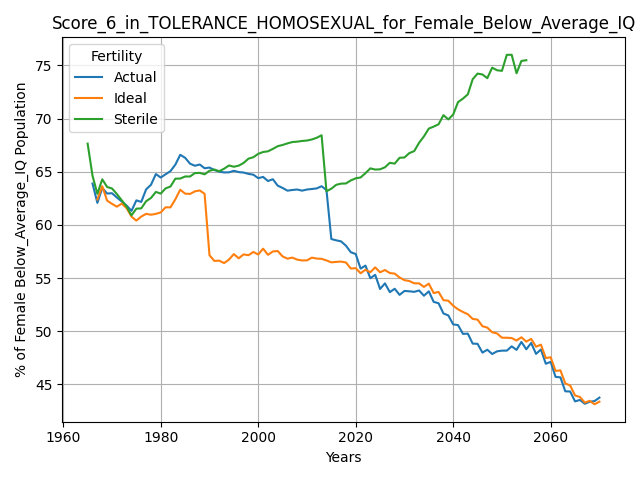 Score_6_in_TOLERANCE_HOMOSEXUAL_for_Female_Below_Average_IQ
Fertility
Actual
Ideal
Sterile
% of Female Below_Average_IQ Population
75
70
65
60
55
50
45
1960
1980
2000
2020
2040
2060
Years